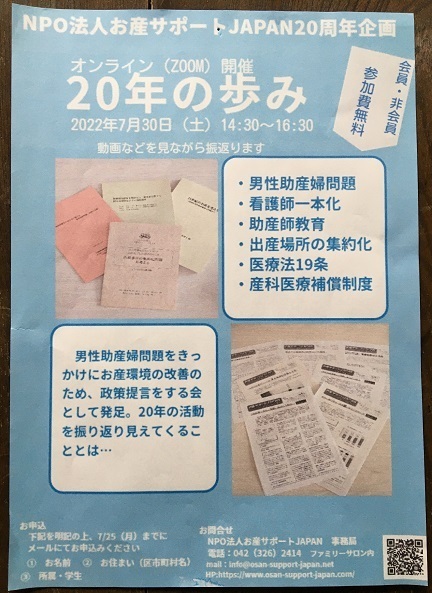 NPO法人お産サポートJAPAN20周年企画
オンライン（ZOOM）開催
20年の歩み
2022年7月30日（土）14:30～16:30
動画などを見ながら振返ります
会員・非会員
参加費無料
・男性助産婦問題
・看護師一本化
・助産師教育
・出産場所の集約化
・医療法19条
・産科医療補償制度
男性助産婦問題をきっ
かけにお産環境の改善の
ため、政策提言をする会
として発足。20年の活動
を振り返り見えてくるこ
ととは…
お申込
下記を明記の上、7/25（月）までに
メールにてお申込みください
① お名前 ② お住まい（区市町村名）
③ 所属・学生
お問合せ
NPO法人お産サポートJAPAN 事務局
電話：042（326）2414 ファミリーサロン内
mail：info@osan-support-japan.net
HP:https://www.osan-support-japan.com/